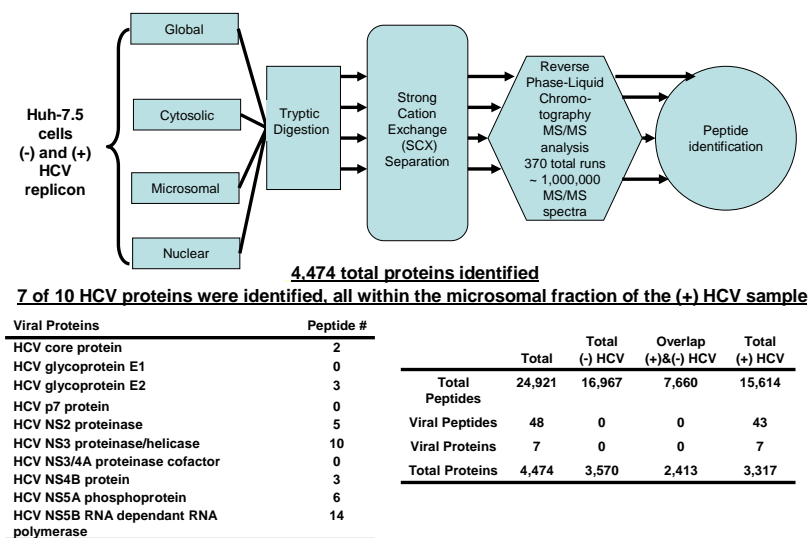 Huh-7.5
cells
(-) and (+)
HCV
replicon
Global
Cytosolic
Microsomal
Nuclear
Tryptic
Digestion
Strong
Cation
Exchange
(SCX)
Separation
Reverse
Phase-Liquid
Chromo-
tography
MS/MS
analysis
370 total runs
~ 1,000,000
MS/MS
spectra
Peptide
identification
4,474 total proteins identified
7 of 10 HCV proteins were identified, all within the microsomal fraction of the (+) HCV sample
Viral Proteins Peptide #
HCV core protein 2
HCV glycoprotein E1 0
HCV glycoprotein E2 3
HCV p7 protein 0
HCV NS2 proteinase 5
HCV NS3 proteinase/helicase 10
HCV NS3/4A proteinase cofactor 0
HCV NS4B protein 3
HCV NS5A phosphoprotein 6
HCV NS5B RNA dependant RNA 14
polymerase
Total Overlap Total
Total (-) HCV (+)&(-) HCV (+) HCV
Total 24,921 16,967 7,660 15,614
Peptides
Viral Peptides 48 0 0 43
Viral Proteins 7 0 0 7
Total Proteins 4,474 3,570 2,413 3,317